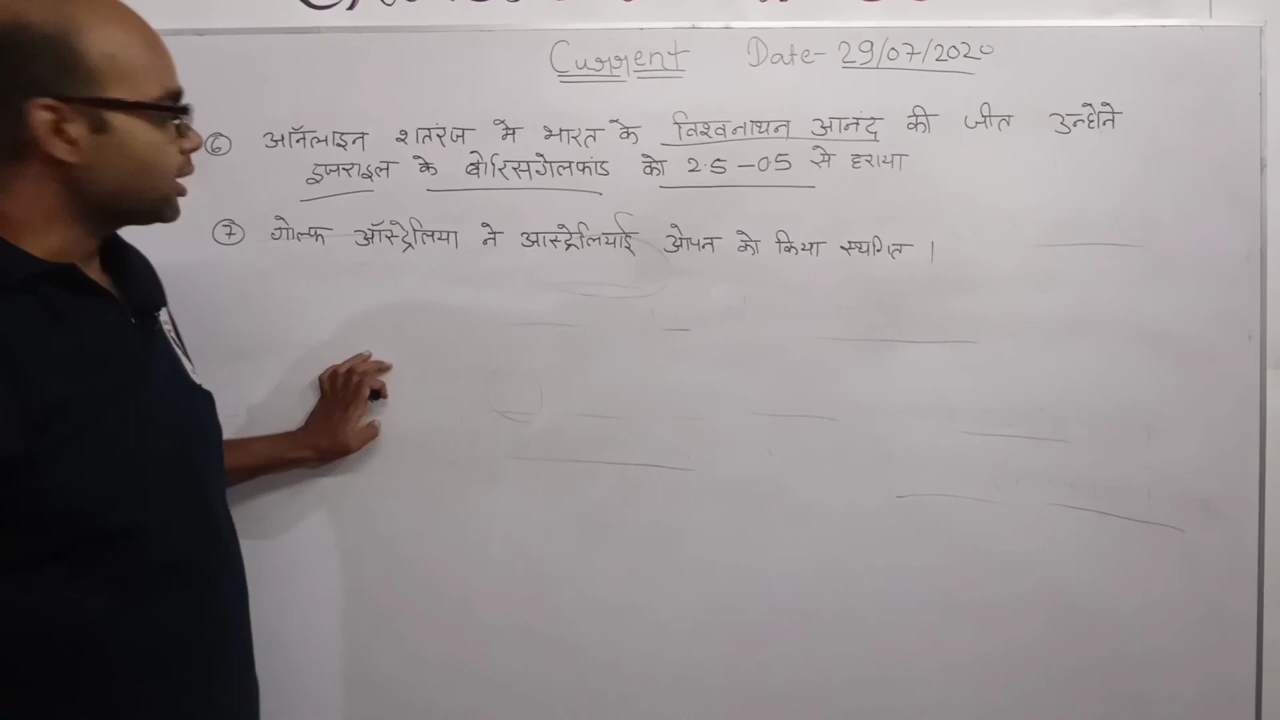 Current Date- 29/07/2020
⑥ ऑनलाइन शतरंज मे भारत के विश्वनाथन आनंद की जीत उन्होने
इजराइल के बोरिसगेलफांड को 2.5-05 से हराया
⑦ गोल्फ ऑस्ट्रेलिया ने आस्ट्रेलियाई ओपन को किया स्थगित ।